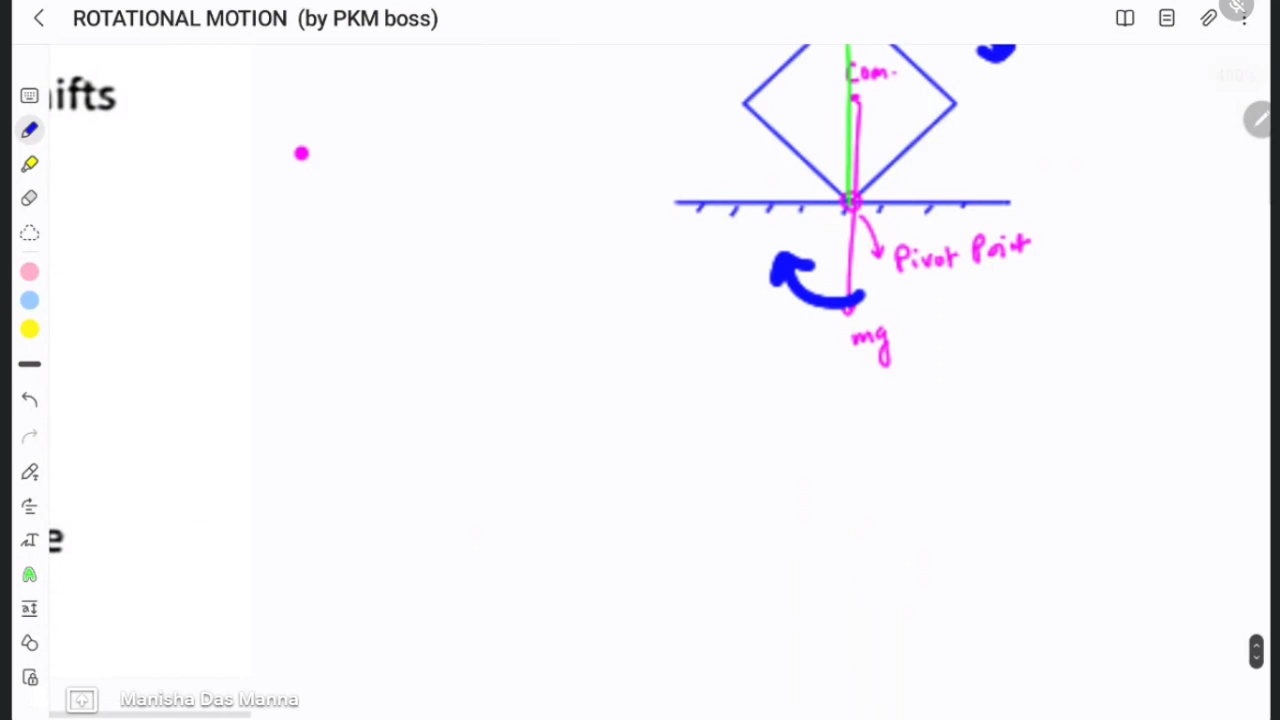 ROTATIONAL MOTION (by PKM boss)
ifts
Com.
Pivot Point
mg
e
Manisha Das Manna